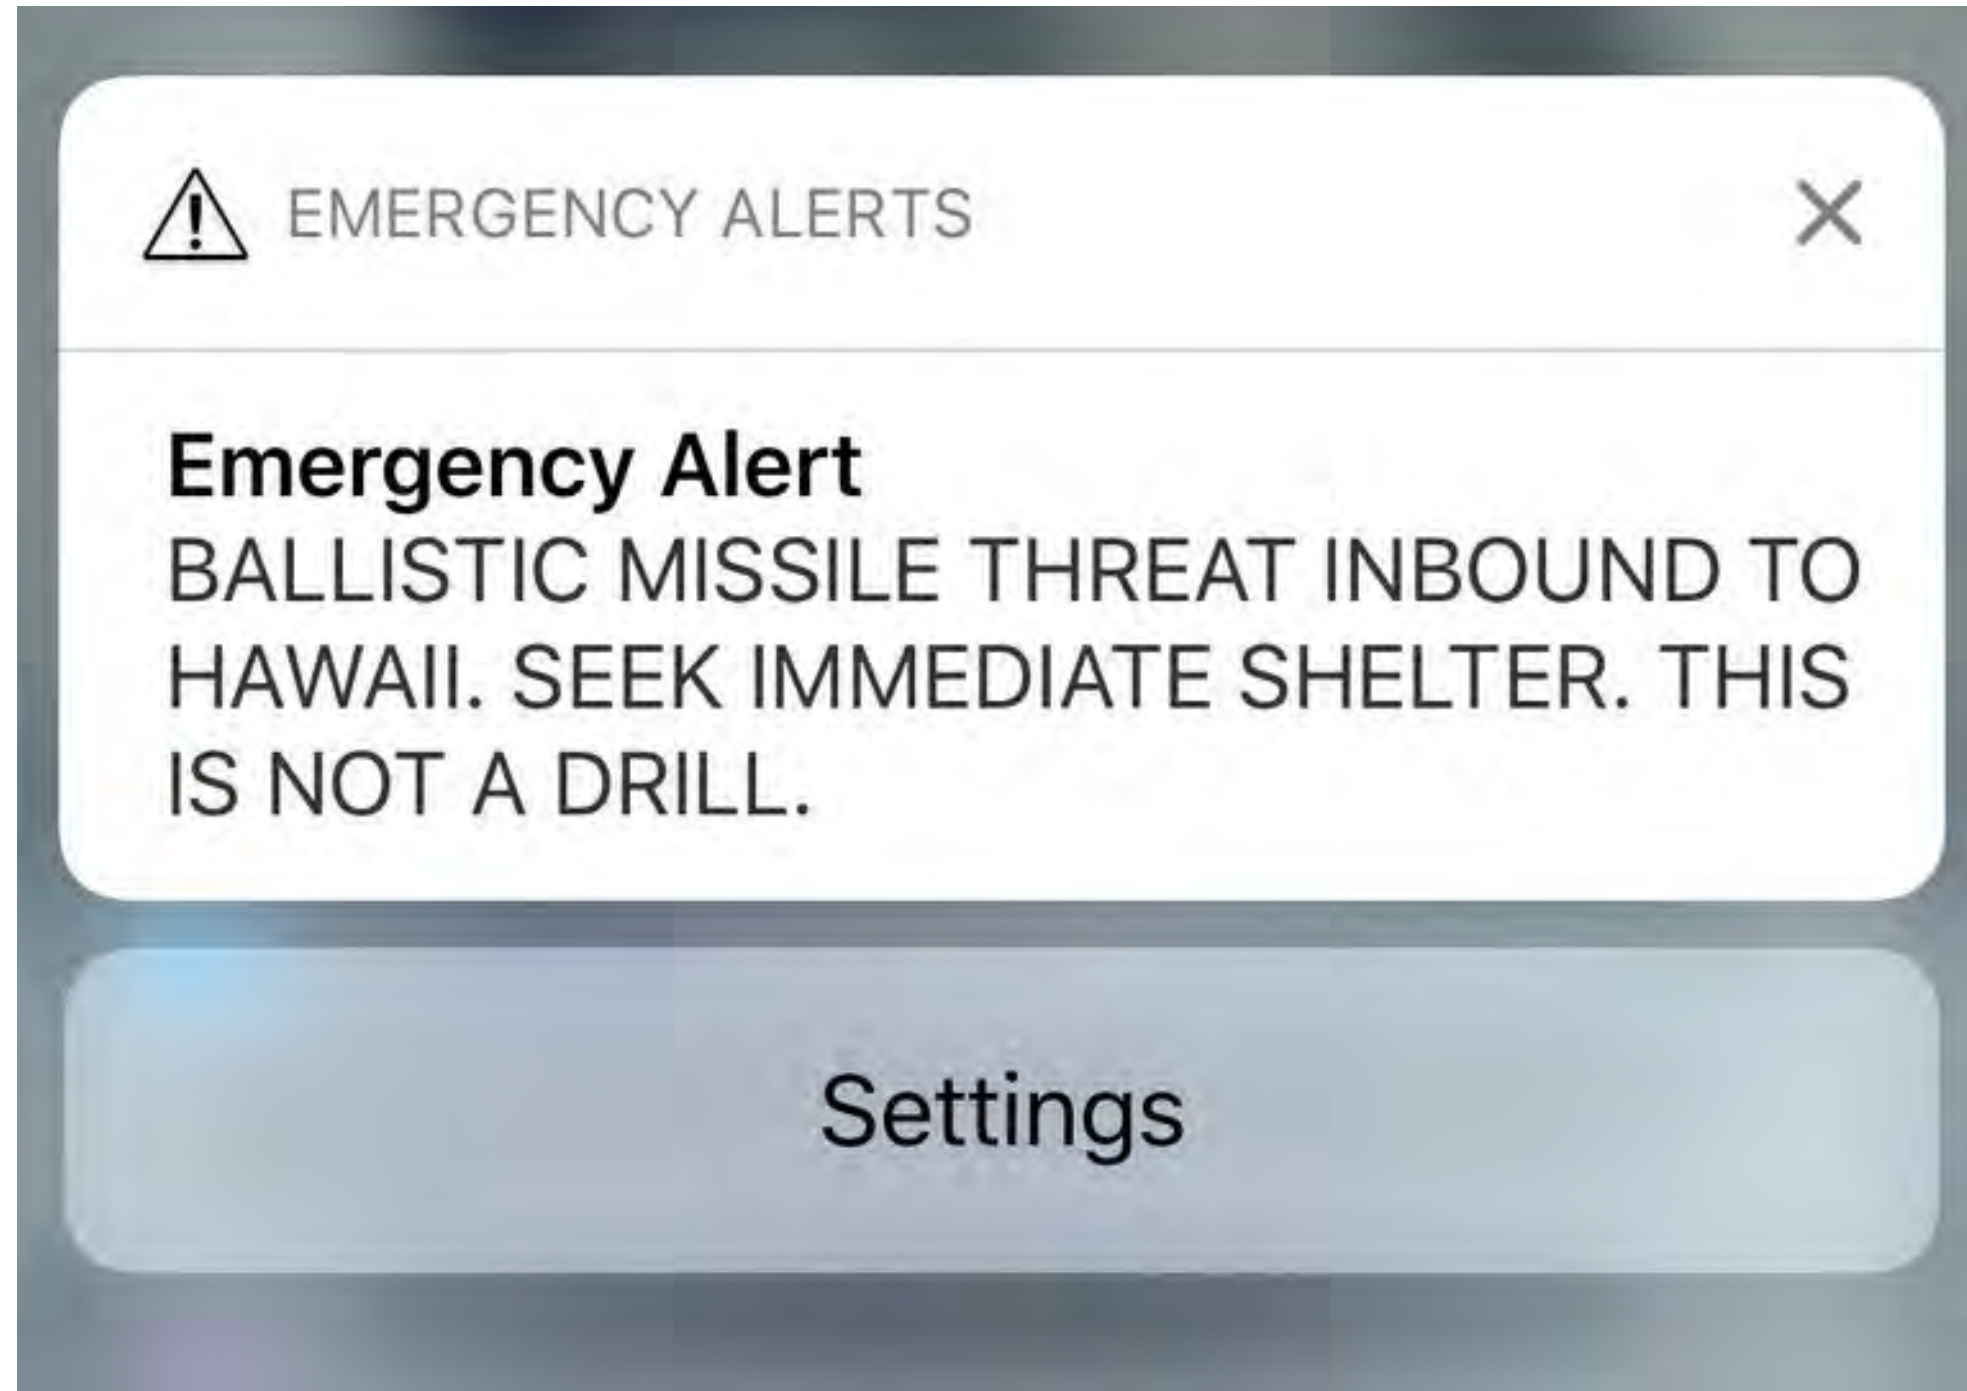 EMERGENCY ALERTS
Emergency Alert
BALLISTIC MISSILE THREAT INBOUND TO
HAWAII. SEEK IMMEDIATE SHELTER. THIS
IS NOT A DRILL.
Settings